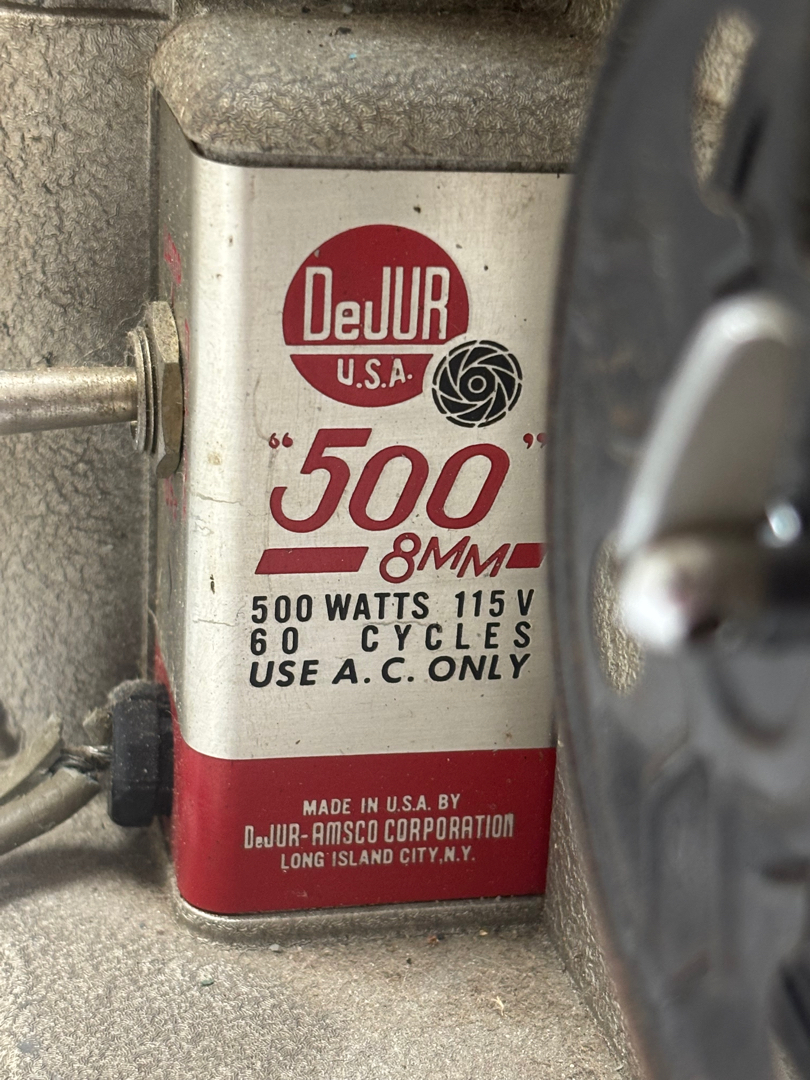 DeJUR
U.S.A.
“500”
8MM
500 WATTS 115 V
60 CYCLES
USE A.C. ONLY
MADE IN U.S.A. BY
DeJUR-AMSCO CORPORATION
LONG ISLAND CITY, N.Y.